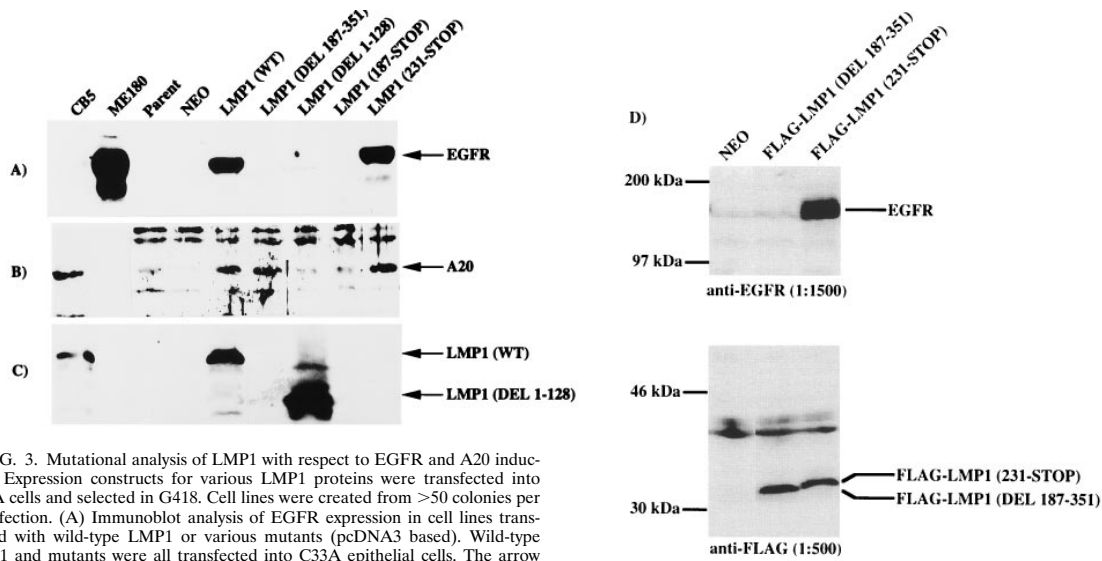 CB5
ME180
Parent
NEO
LMP1 (WT)
LMP1 (DEL 187-351)
LMP1 (DEL 1-128)
LMP1 (187-STOP)
LMP1 (231-STOP)
A)
EGFR
B)
A20
C)
LMP1 (WT)
LMP1 (DEL 1-128)
G. 3. Mutational analysis of LMP1 with respect to EGFR and A20 induc-
Expression constructs for various LMP1 proteins were transfected into
A cells and selected in G418. Cell lines were created from >50 colonies per
fection. (A) Immunoblot analysis of EGFR expression in cell lines trans-
d with wild-type LMP1 or various mutants (pcDNA3 based). Wild-type
1 and mutants were all transfected into C33A epithelial cells. The arrow
D)
NEO
FLAG-LMP1 (DEL 187-351)
FLAG-LMP1 (231-STOP)
200 kDa
EGFR
97 kDa
anti-EGFR (1:1500)
46 kDa
FLAG-LMP1 (231-STOP)
FLAG-LMP1 (DEL 187-351)
30 kDa
anti-FLAG (1:500)